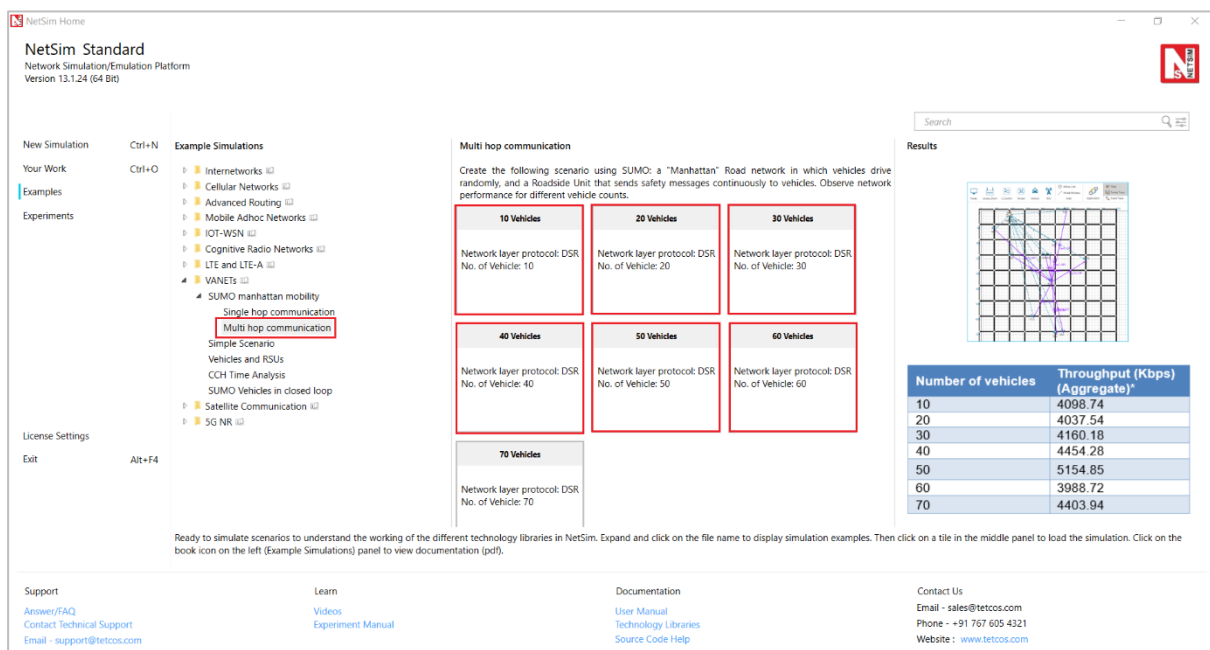 NetSim Home
NetSim Standard
Network Simulation/Emulation Platform
Version 13.1.24 (64 Bit)
NETSIM
Search
New Simulation Ctrl+N
Your Work Ctrl+O
Examples
Experiments
License Settings
Exit Alt+F4
Example Simulations
Internetworks
Cellular Networks
Advanced Routing
Mobile Adhoc Networks
IOT-WSN
Cognitive Radio Networks
LTE and LTE-A
VANETs
SUMO manhattan mobility
Single hop communication
Multi hop communication
Simple Scenario
Vehicles and RSUs
CCH Time Analysis
SUMO Vehicles in closed loop
Satellite Communication
5G NR
Multi hop communication
Create the following scenario using SUMO: a "Manhattan" Road network in which vehicles drive
randomly, and a Roadside Unit that sends safety messages continuously to vehicles. Observe network
performance for different vehicle counts.
10 Vehicles
Network layer protocol: DSR
No. of Vehicle: 10
20 Vehicles
Network layer protocol: DSR
No. of Vehicle: 20
30 Vehicles
Network layer protocol: DSR
No. of Vehicle: 30
40 Vehicles
Network layer protocol: DSR
No. of Vehicle: 40
50 Vehicles
Network layer protocol: DSR
No. of Vehicle: 50
60 Vehicles
Network layer protocol: DSR
No. of Vehicle: 60
70 Vehicles
Network layer protocol: DSR
No. of Vehicle: 70
Results
Number of vehicles Throughput (Kbps)
(Aggregate)*
10 4098.74
20 4037.54
30 4160.18
40 4454.28
50 5154.85
60 3988.72
70 4403.94
Ready to simulate scenarios to understand the working of the different technology libraries in NetSim. Expand and click on the file name to display simulation examples. Then click on a tile in the middle panel to load the simulation. Click on the
book icon on the left (Example Simulations) panel to view documentation (pdf).
Support
Answer/FAQ
Contact Technical Support
Email - support@tetcos.com
Learn
Videos
Experiment Manual
Documentation
User Manual
Technology Libraries
Source Code Help
Contact Us
Email - sales@tetcos.com
Phone - +91 767 605 4321
Website : www.tetcos.com